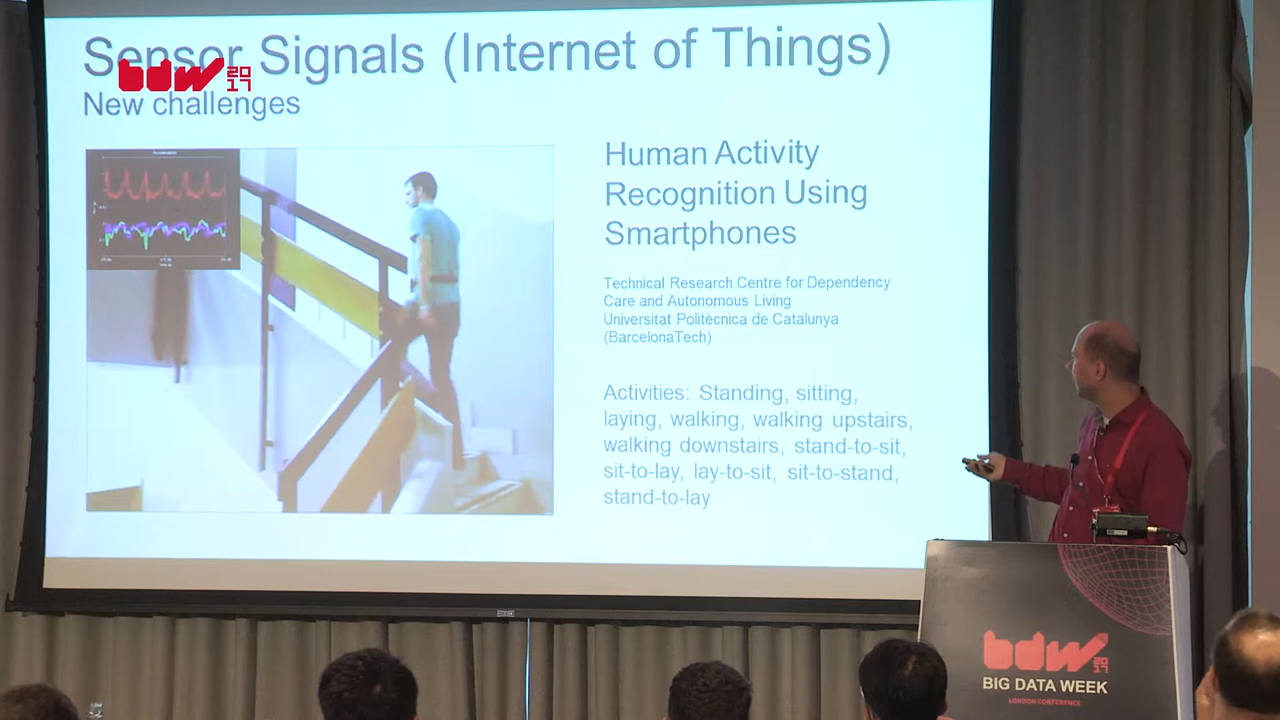 Sensor Signals (Internet of Things)
bdw 2017
New challenges
Human Activity
Recognition Using
Smartphones
Technical Research Centre for Dependency
Care and Autonomous Living
Universitat Politècnica de Catalunya
(BarcelonaTech)
Activities: Standing, sitting,
laying, walking, walking upstairs,
walking downstairs, stand-to-sit,
sit-to-lay, lay-to-sit, sit-to-stand,
stand-to-lay
bdw 2017
BIG DATA WEEK
LONDON CONFERENCE